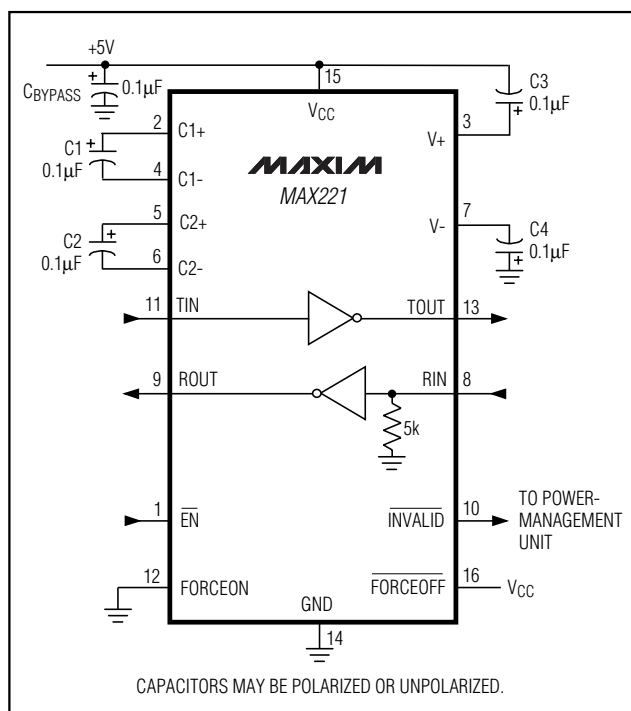 +5V
CBYPASS
+
0.1µF
15
VCC
C3
0.1µF
+
2
C1+
3
V+
C1
+
0.1µF
4
C1-
MAXIM
MAX221
5
C2+
7
V-
C2
+
0.1µF
6
C2-
C4
0.1µF
+
11
TIN
TOUT
13
9
ROUT
RIN
8
5k
1
EN
INVALID
10
TO POWER-
MANAGEMENT
UNIT
12
FORCEON
FORCEOFF
16
VCC
GND
14
CAPACITORS MAY BE POLARIZED OR UNPOLARIZED.